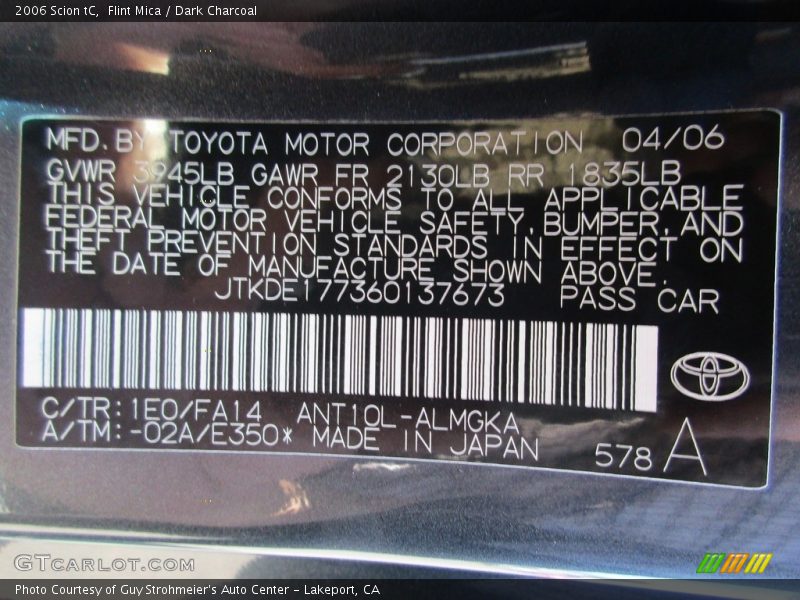 2006 Scion tC,  Flint Mica / Dark Charcoal
MFD. BY TOYOTA MOTOR CORPORATION 04/06
GVWR 3945LB GAWR FR 2130LB RR 1835LB
THIS VEHICLE CONFORMS TO ALL APPLICABLE
FEDERAL MOTOR VEHICLE SAFETY, BUMPER, AND
THEFT PREVENTION STANDARDS IN EFFECT ON
THE DATE OF MANUFACTURE SHOWN ABOVE.
JTKDE177360137673 PASS CAR
C/TR: 1E0/FA14 ANT10L-ALMGKA
A/TM: -02A/E350* MADE IN JAPAN
578 A
GTCARLOT.COM
Photo Courtesy of Guy Strohmeier's Auto Center - Lakeport, CA